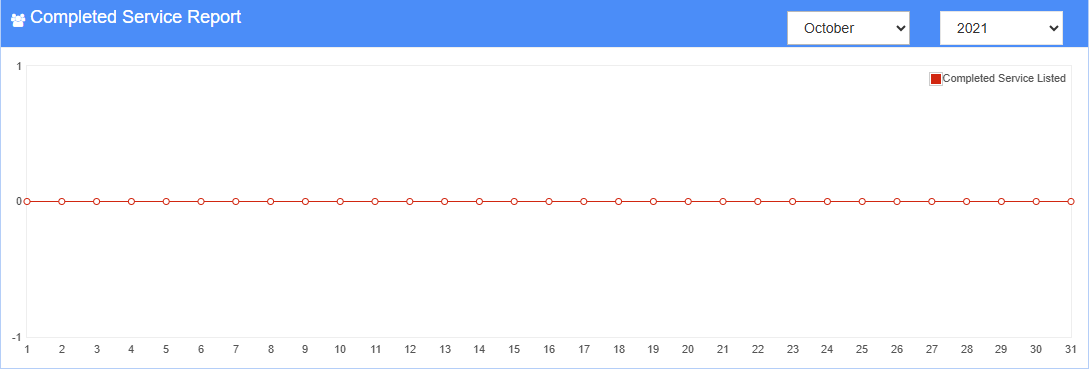 Completed Service Report
October
2021
1
Completed Service Listed
0
-1
1 2 3 4 5 6 7 8 9 10 11 12 13 14 15 16 17 18 19 20 21 22 23 24 25 26 27 28 29 30 31